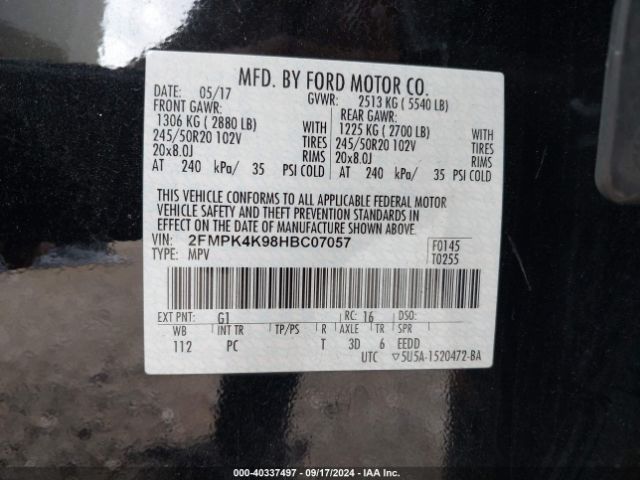 MFD. BY FORD MOTOR CO.
DATE: 05/17 GVWR: 2513 KG ( 5540 LB)
FRONT GAWR: REAR GAWR:
1306 KG ( 2880 LB) WITH 1225 KG ( 2700 LB) WITH
245/50R20 102V TIRES 245/50R20 102V TIRES
20x8.0J RIMS 20x8.0J RIMS
AT 240 kPa/ 35 PSI COLD AT 240 kPa/ 35 PSI COLD
THIS VEHICLE CONFORMS TO ALL APPLICABLE FEDERAL MOTOR
VEHICLE SAFETY AND THEFT PREVENTION STANDARDS IN
EFFECT ON THE DATE OF MANUFACTURE SHOWN ABOVE.
VIN: 2FMPK4K98HBC07057 F0145
TYPE: MPV T0255
EXT PNT: G1 RC: 16 DSO:
WB INT TR TP/PS R AXLE TR SPR
112 PC T 3D 6 EEDD
UTC ▽5U5A-1520472-BA
000-40337497 - 09/17/2024 - IAA Inc.